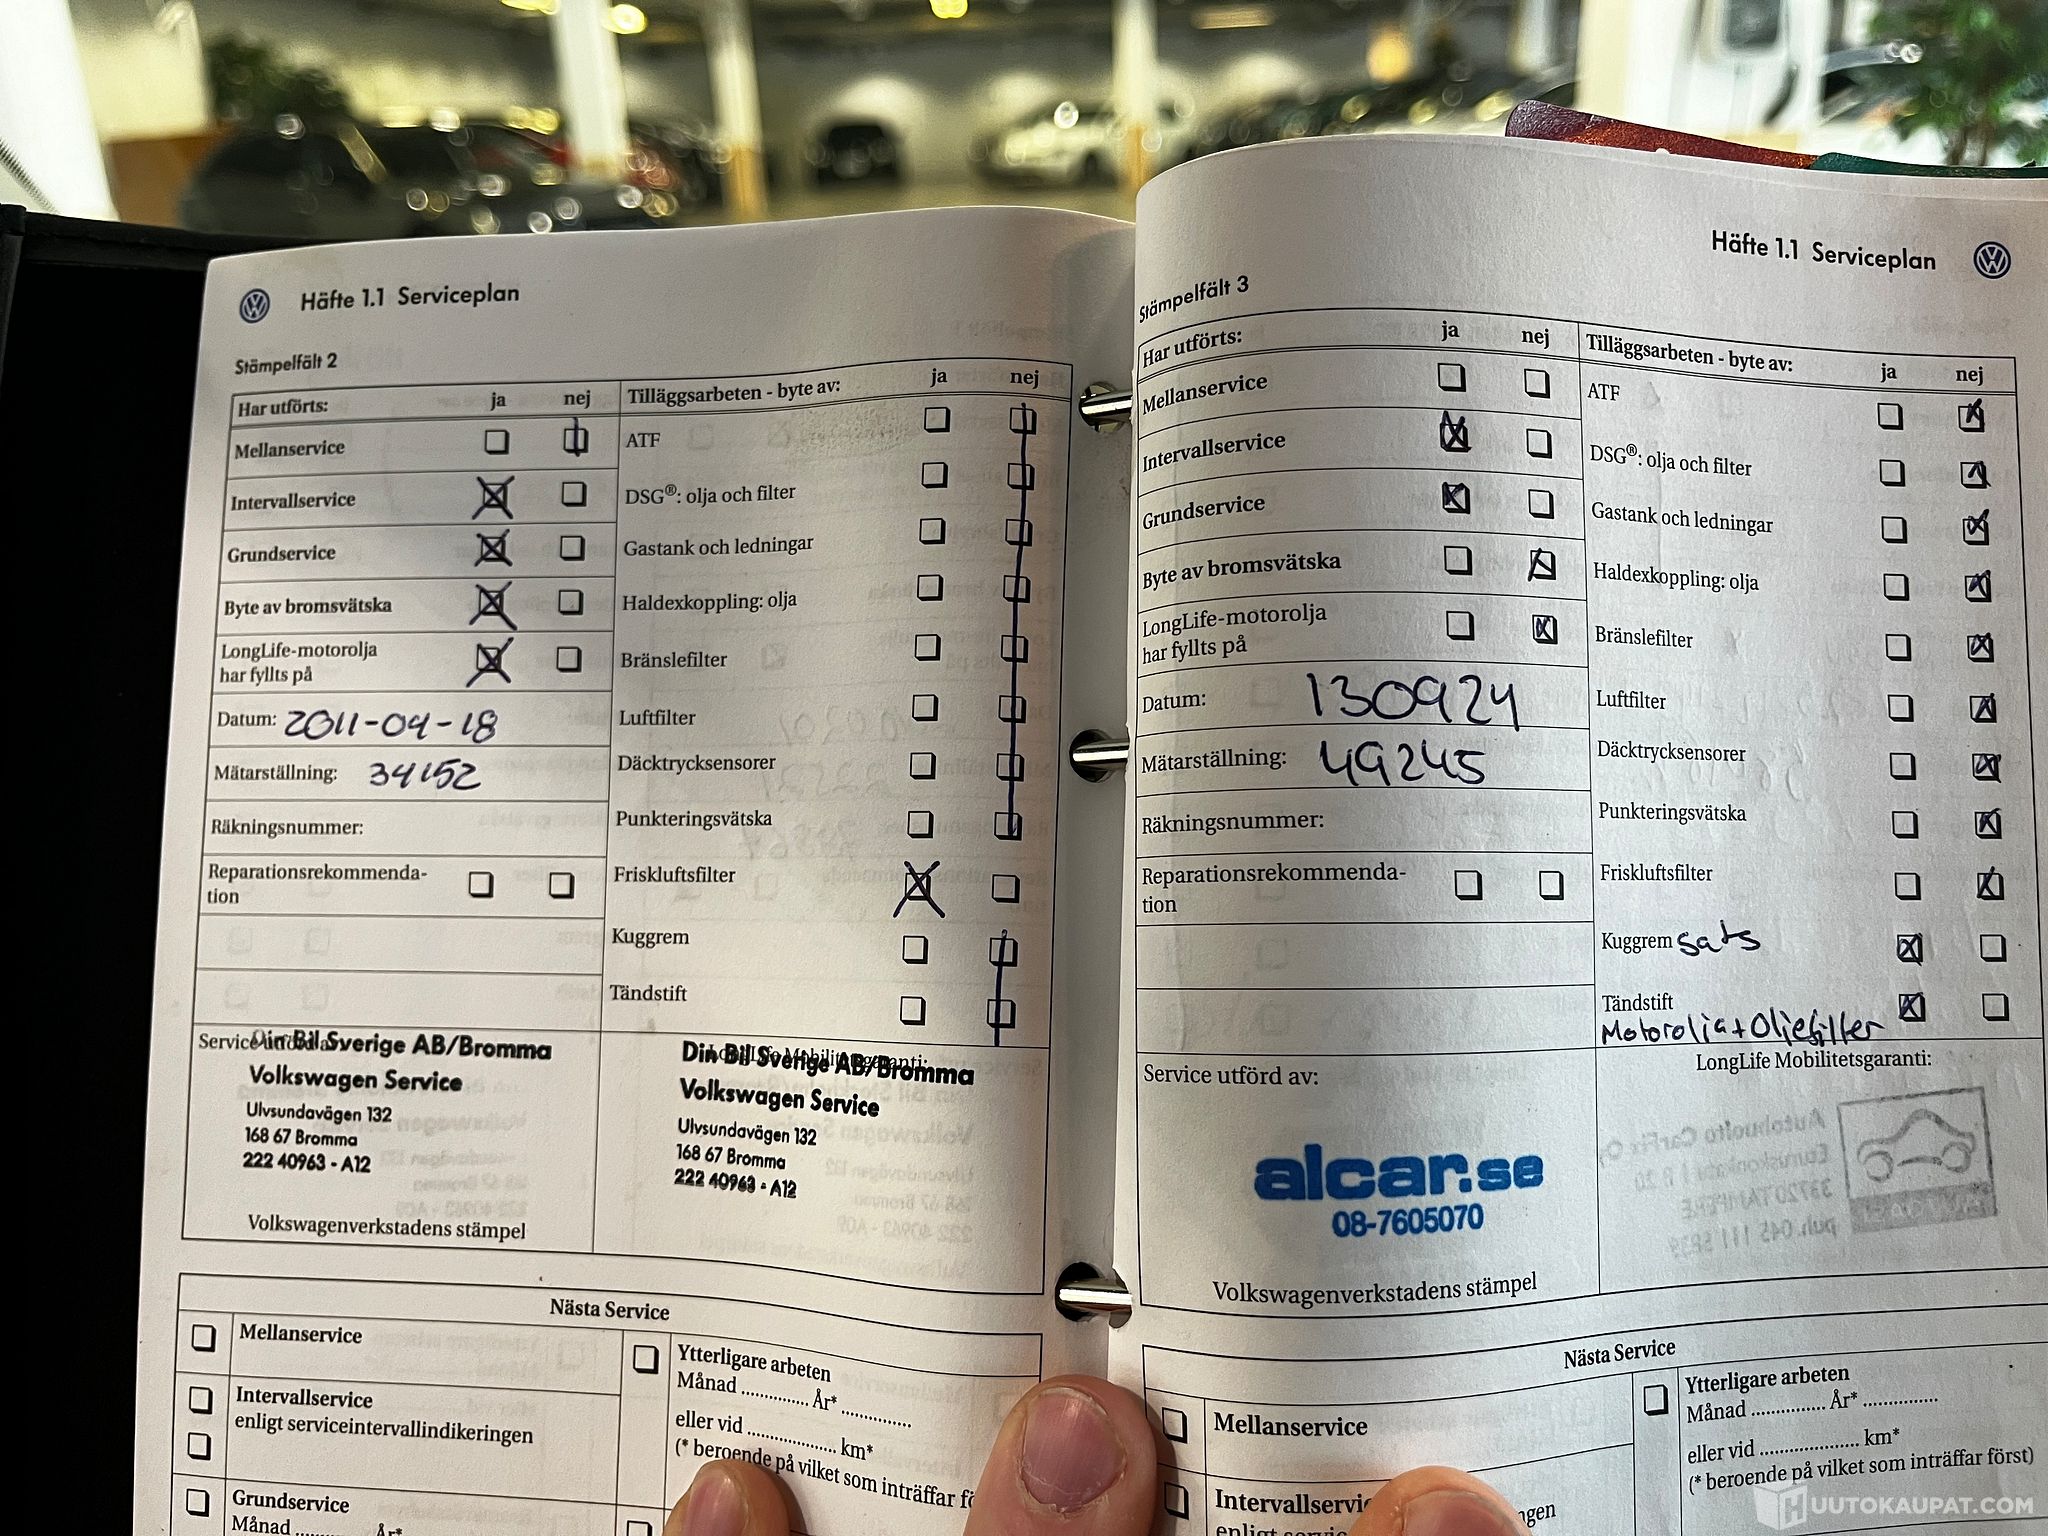 Häfte 1.1 Serviceplan
Stämpelfält 2
Har utförts: ja nej
Mellanservice
Intervallservice
Grundservice
Byte av bromsvätska
LongLife-motorolja
har fyllts på
Datum: 2011-04-18
Mätarställning: 34152
Räkningsnummer:
Reparationsrekommenda-
tion
Tilläggsarbeten - byte av: ja nej
ATF
DSG®: olja och filter
Gastank och ledningar
Haldexkoppling: olja
Bränslefilter
Luftfilter
Däcktrycksensorer
Punkteringsvätska
Friskluftsfilter
Kuggrem
Tändstift
Din Bil Sverige AB/Bromma
Volkswagen Service
Ulvsundavägen 132
168 67 Bromma
222 40963 - A12
Volkswagenverkstadens stämpel
Din Bil Sverige AB/Bromma
Volkswagen Service
Ulvsundavägen 132
168 67 Bromma
222 40963 - A12
Nästa Service
Mellanservice
Intervallservice
enligt serviceintervallindikeringen
Grundservice
Månad .......... År*
Ytterligare arbeten
Månad ............. År* .............
eller vid .................... km*
(* beroende på vilket som inträffar
Häfte 1.1 Serviceplan
Stämpelfält 3
Har utförts: ja nej
Mellanservice
Intervallservice
Grundservice
Byte av bromsvätska
LongLife-motorolja
har fyllts på
Datum: 130924
Mätarställning: 49245
Räkningsnummer:
Reparationsrekommenda-
tion
Tilläggsarbeten - byte av: ja nej
ATF
DSG®: olja och filter
Gastank och ledningar
Haldexkoppling: olja
Bränslefilter
Luftfilter
Däcktrycksensorer
Punkteringsvätska
Friskluftsfilter
Kuggrem sats
Tändstift
Motorolja + Oljefilter
Service utförd av:
alcar.se
08-7605070
Volkswagenverkstadens stämpel
LongLife Mobilitetsgaranti:
Nästa Service
Mellanservice
Intervallservic
Ytterligare arbeten
Månad ............. År* .............
eller vid .................... km*
(* beroende på vilket som inträffar först)
HUUTOKAUPAT.COM